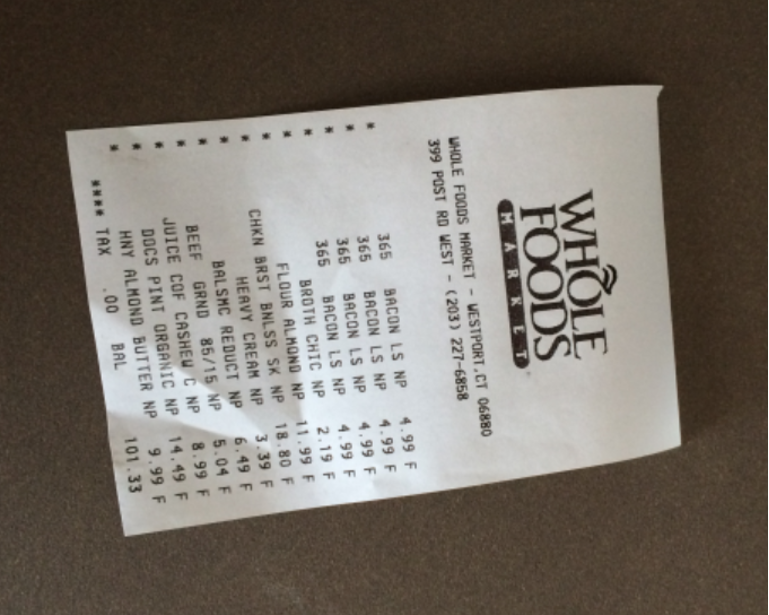 WHOLE
FOODS
MARKET
WHOLE FOODS MARKET - WESTPORT,CT 06880
399 POST RD WEST - (203) 227-6858
* 365 BACON LS NP 4.99 F
* 365 BACON LS NP 4.99 F
* 365 BACON LS NP 4.99 F
* 365 BACON LS NP 4.99 F
* BROTH CHIC NP 2.19 F
* FLOUR ALMOND NP 11.99 F
* CHKN BRST BNLSS SK NP 18.80 F
* HEAVY CREAM NP 3.39 F
* BALSMC REDUCT NP 6.49 F
* BEEF GRND 85/15 NP 5.04 F
* JUICE COF CASHEW C NP 8.99 F
* DOCS PINT ORGANIC NP 14.49 F
* HNY ALMOND BUTTER NP 9.99 F
**** TAX .00 BAL 101.33